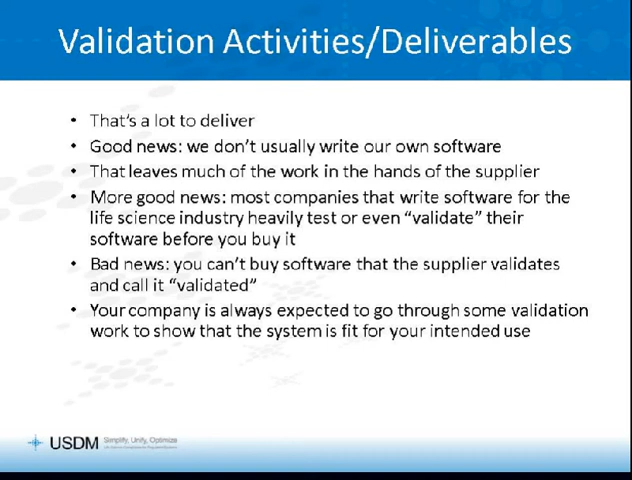 Validation Activities/Deliverables
• That's a lot to deliver
• Good news: we don't usually write our own software
• That leaves much of the work in the hands of the supplier
• More good news: most companies that write software for the
life science industry heavily test or even “validate” their
software before you buy it
• Bad news: you can't buy software that the supplier validates
and call it “validated”
• Your company is always expected to go through some validation
work to show that the system is fit for your intended use
USDM
Simplify, Unify, Optimize